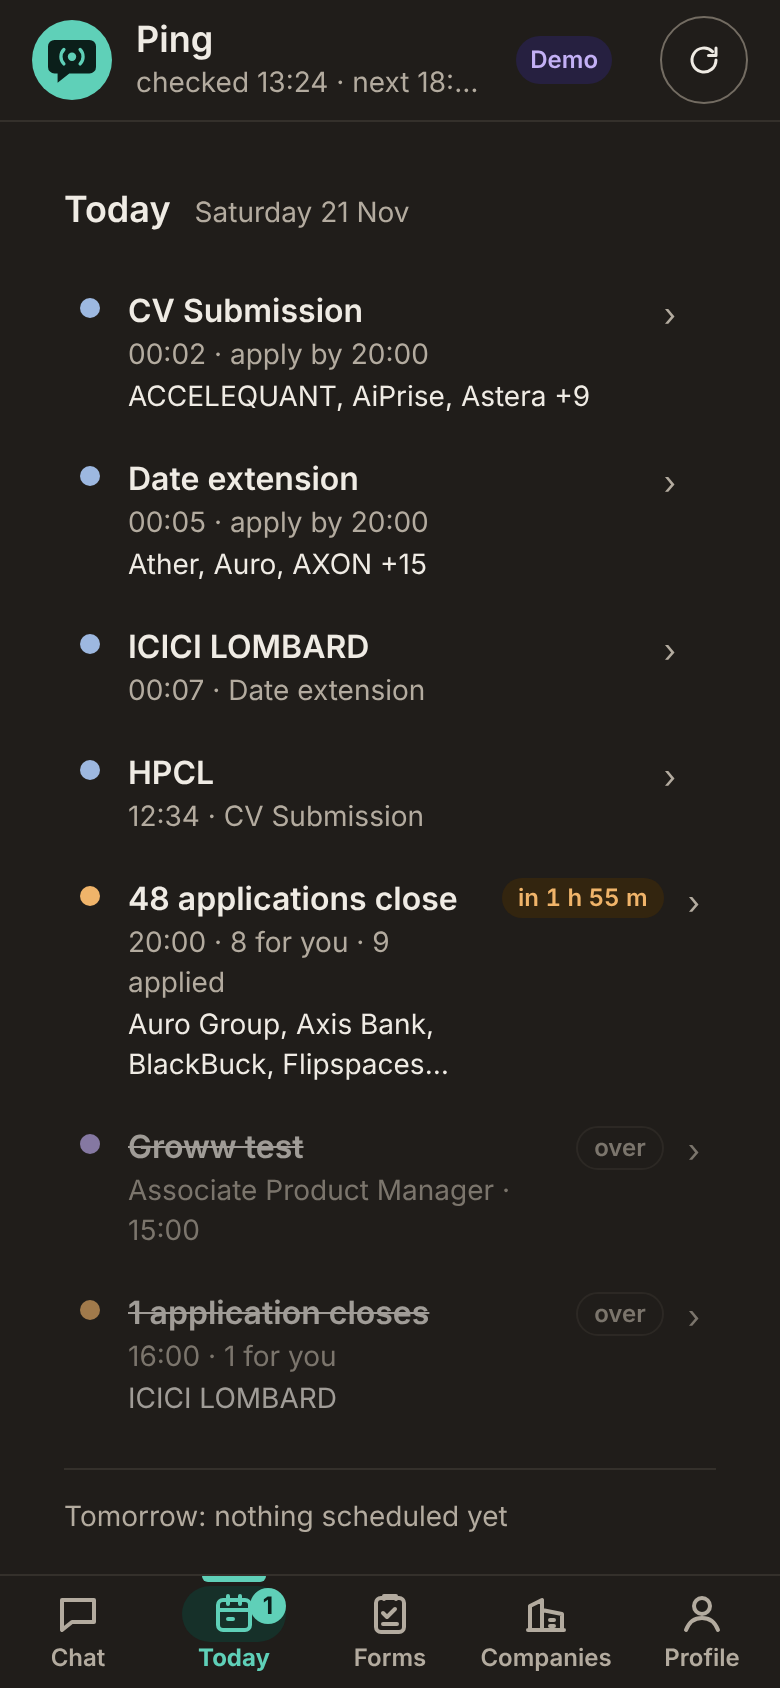 Ping
checked 13:24 · next 18:...
Demo
Today Saturday 21 Nov
CV Submission
00:02 · apply by 20:00
ACCELEQUANT, AiPrise, Astera +9
Date extension
00:05 · apply by 20:00
Ather, Auro, AXON +15
ICICI LOMBARD
00:07 · Date extension
HPCL
12:34 · CV Submission
48 applications close in 1 h 55 m
20:00 · 8 for you · 9
applied
Auro Group, Axis Bank,
BlackBuck, Flipspaces...
Groww test over
Associate Product Manager ·
15:00
1 application closes over
16:00 · 1 for you
ICICI LOMBARD
Tomorrow: nothing scheduled yet
1
Chat Today Forms Companies Profile